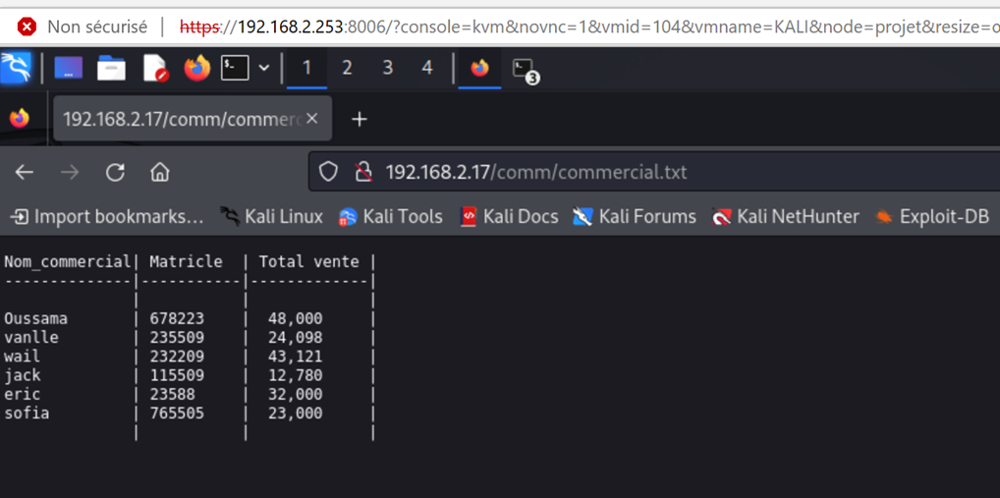 Non sécurisé | https://192.168.2.253:8006/?console=kvm&novnc=1&vmid=104&vmname=KALI&node=projet&resize=o
1 2 3 4 3
192.168.2.17/comm/commerc
192.168.2.17/comm/commercial.txt
Import bookmarks... Kali Linux Kali Tools Kali Docs Kali Forums Kali NetHunter Exploit-DB
Nom_commercial| Matricle | Total vente |
--------------|-----------|-------------|
| | |
Oussama | 678223 | 48,000 |
vanlle | 235509 | 24,098 |
wail | 232209 | 43,121 |
jack | 115509 | 12,780 |
eric | 23588 | 32,000 |
sofia | 765505 | 23,000 |
| | |